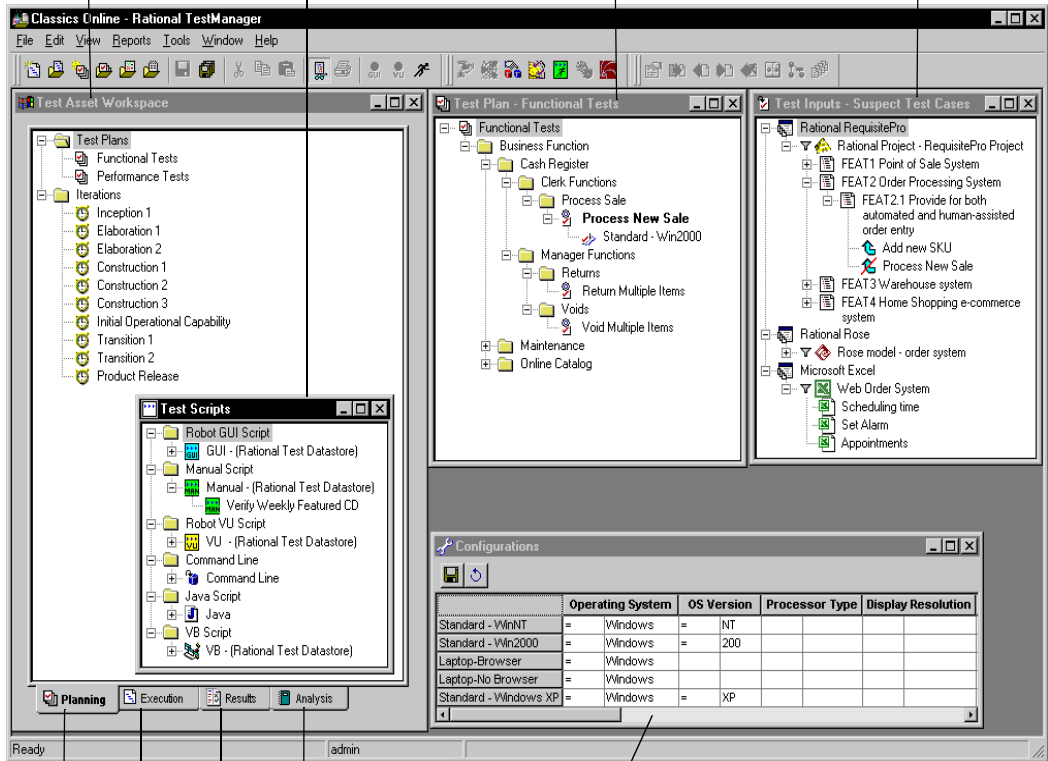 Classics Online - Rational TestManager
File Edit View Reports Tools Window Help
Test Asset Workspace
Test Plans
Functional Tests
Performance Tests
Iterations
Inception 1
Elaboration 1
Elaboration 2
Construction 1
Construction 2
Construction 3
Initial Operational Capability
Transition 1
Transition 2
Product Release
Test Scripts
Robot GUI Script
GUI - (Rational Test Datastore)
Manual Script
Manual - (Rational Test Datastore)
Verify Weekly Featured CD
Robot VU Script
VU - (Rational Test Datastore)
Command Line
Command Line
Java Script
Java
VB Script
VB - (Rational Test Datastore)
Planning Execution Results Analysis
Test Plan - Functional Tests
Functional Tests
Business Function
Cash Register
Clerk Functions
Process Sale
Process New Sale
Standard - Win2000
Manager Functions
Returns
Return Multiple Items
Voids
Void Multiple Items
Maintenance
Online Catalog
Test Inputs - Suspect Test Cases
Rational RequisitePro
Rational Project - RequisitePro Project
FEAT1 Point of Sale System
FEAT2 Order Processing System
FEAT2.1 Provide for both
automated and human-assisted
order entry
Add new SKU
Process New Sale
FEAT3 Warehouse system
FEAT4 Home Shopping e-commerce
system
Rational Rose
Rose model - order system
Microsoft Excel
Web Order System
Scheduling time
Set Alarm
Appointments
Configurations
Operating System OS Version Processor Type Display Resolution
Standard - WinNT = Windows = NT
Standard - Win2000 = Windows = 200
Laptop-Browser = Windows
Laptop-No Browser = Windows
Standard - Windows XP = Windows = XP
Ready admin